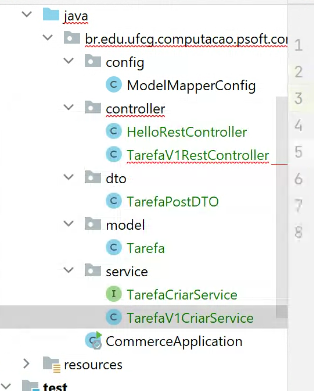 java
br.edu.ufcg.computacao.psoft.co
config
ModelMapperConfig
controller
HelloRestController
TarefaV1RestController
dto
TarefaPostDTO
model
Tarefa
service
TarefaCriarService
TarefaV1CriarService
CommerceApplication
resources
test
1
2
3
4
5
6
7
8